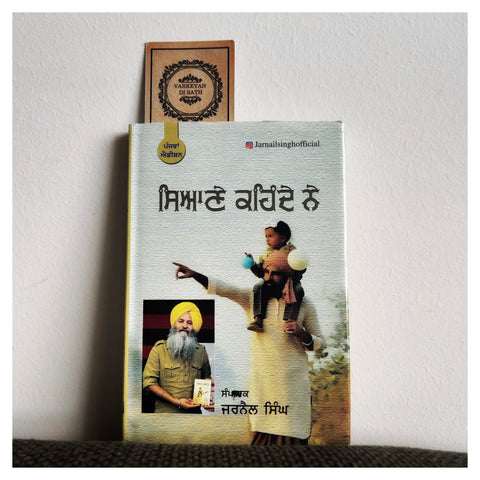 VARKEYAN
DI SATH
ਪੰਜਵਾਂ
ਐਡੀਸ਼ਨ
Jarnailsinghofficial
ਸਿਆਣੇ ਕਹਿੰਦੇ ਨੇ
ਸੰਪਾਦਕ
ਜਰਨੈਲ ਸਿੰਘ